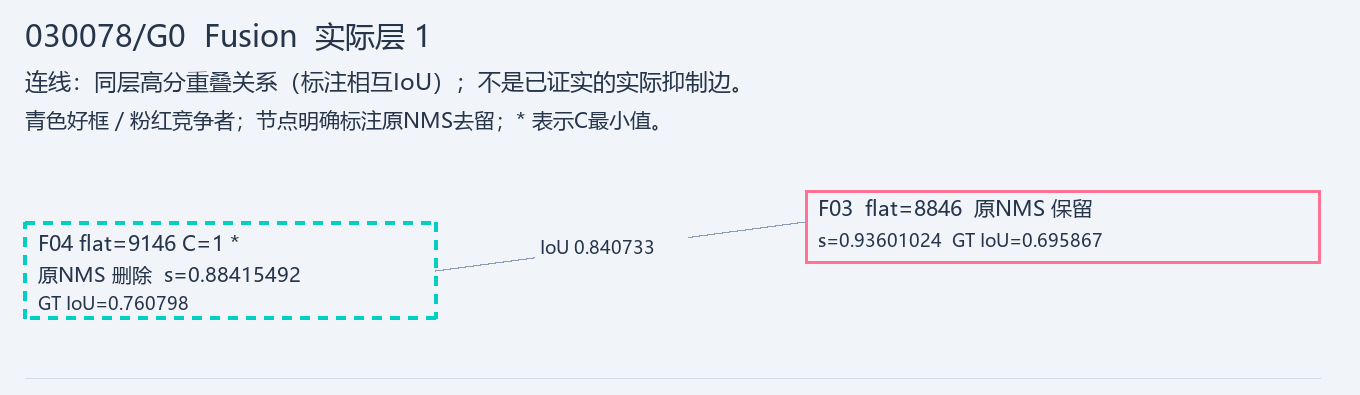 030078/G0 Fusion 实际层 1
连线：同层高分重叠关系（标注相互IoU）；不是已证实的实际抑制边。
青色好框 / 粉红竞争者；节点明确标注原NMS去留；* 表示C最小值。
F03 flat=8846 原NMS 保留
s=0.93601024 GT IoU=0.695867
F04 flat=9146 C=1 *
原NMS 删除 s=0.88415492
GT IoU=0.760798
IoU 0.840733